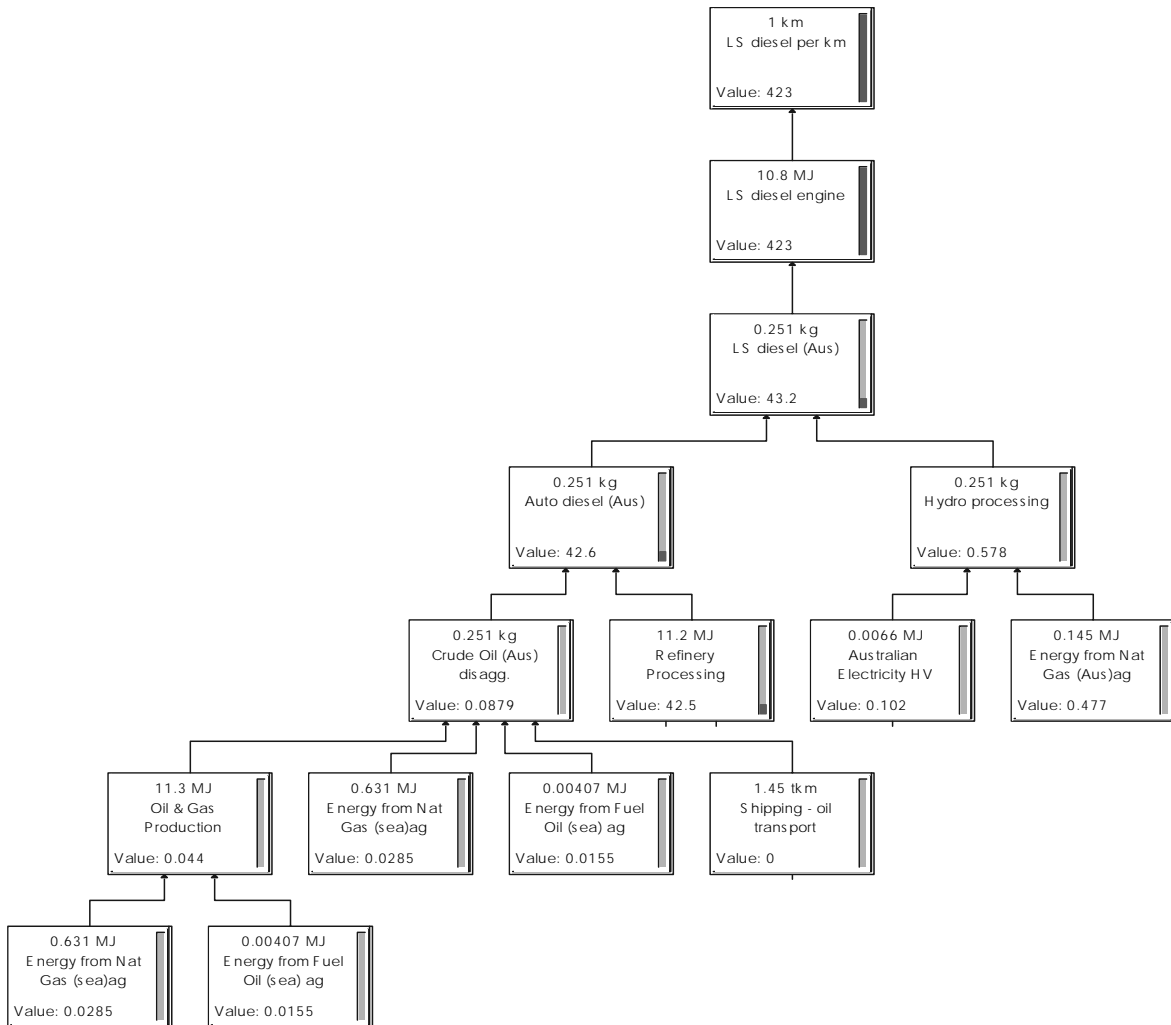 1 km
LS diesel per km
Value: 423
10.8 MJ
LS diesel engine
Value: 423
0.251 kg
LS diesel (Aus)
Value: 43.2
0.251 kg
Auto diesel (Aus)
Value: 42.6
0.251 kg
Hydro processing
Value: 0.578
0.251 kg
Crude Oil (Aus)
disagg.
Value: 0.0879
11.2 MJ
Refinery
Processing
Value: 42.5
0.0066 MJ
Australian
Electricity HV
Value: 0.102
0.145 MJ
Energy from Nat
Gas (Aus)ag
Value: 0.477
11.3 MJ
Oil & Gas
Production
Value: 0.044
0.631 MJ
Energy from Nat
Gas (sea)ag
Value: 0.0285
0.00407 MJ
Energy from Fuel
Oil (sea) ag
Value: 0.0155
1.45 tkm
Shipping - oil
transport
Value: 0
0.631 MJ
Energy from Nat
Gas (sea)ag
Value: 0.0285
0.00407 MJ
Energy from Fuel
Oil (sea) ag
Value: 0.0155